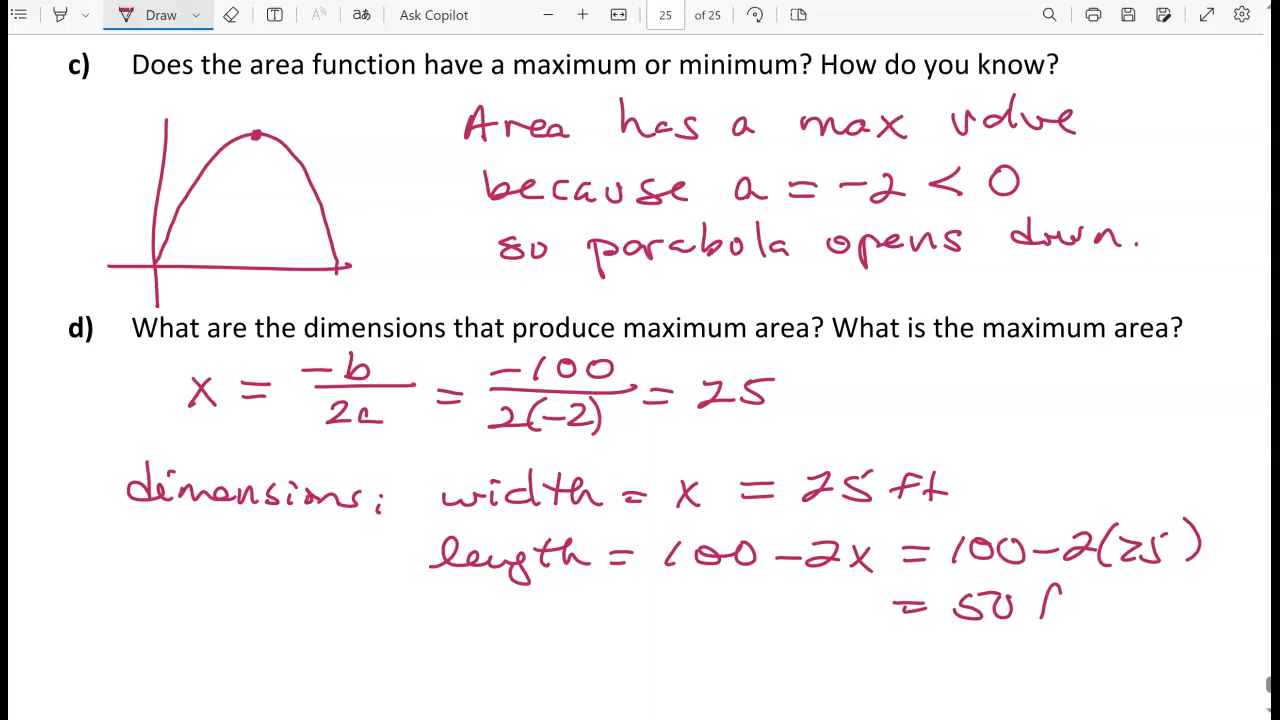 Draw
aあ
Ask Copilot
25
of 25
c) Does the area function have a maximum or minimum? How do you know?
Area has a max value
because a = -2 < 0
so parabola opens down.
d) What are the dimensions that produce maximum area? What is the maximum area?
x = -b/2a = -100/2(-2) = 25
dimensions: width = x = 25 ft
length = 100 - 2x = 100 - 2(25)
= 50